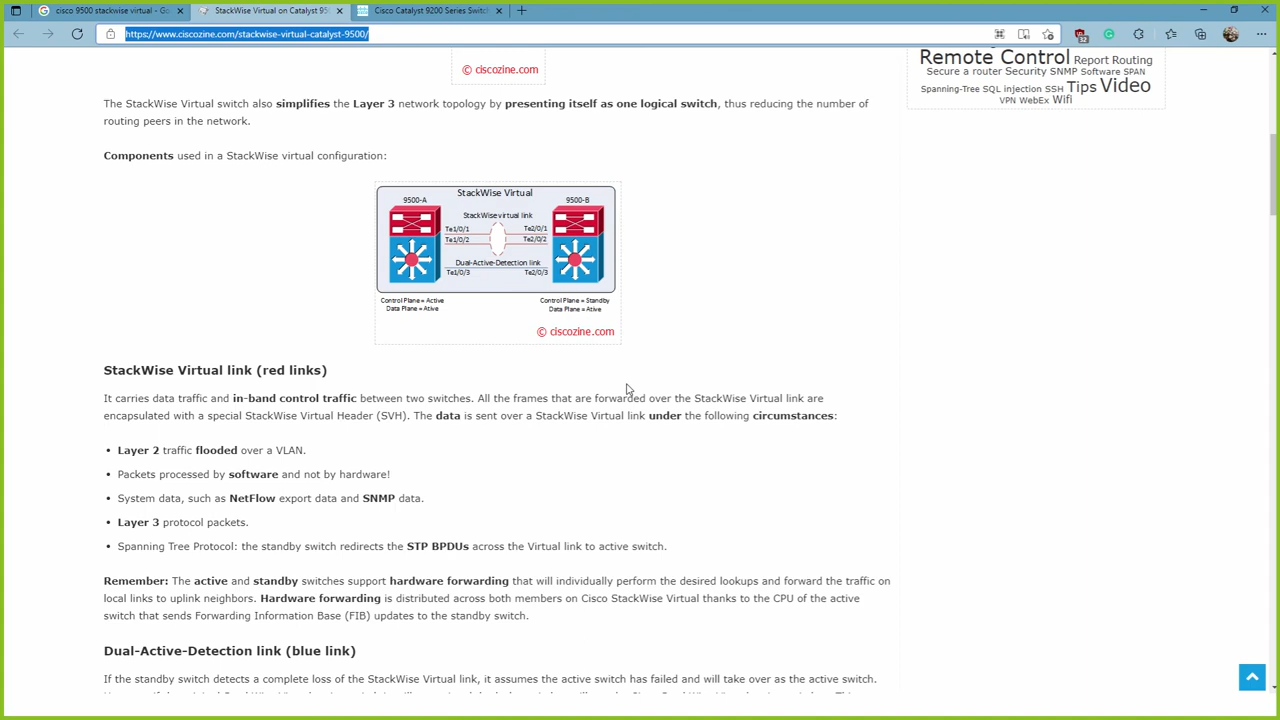 cisco 9500 stackwise virtual - Go
StackWise Virtual on Catalyst 95
Cisco Catalyst 9200 Series Switch
https://www.ciscozine.com/stackwise-virtual-catalyst-9500/
32
© ciscozine.com
Remote Control Report Routing
Secure a router Security SNMP Software SPAN
Spanning-Tree SQL injection SSH Tips Video
VPN WebEx Wifi
The StackWise Virtual switch also simplifies the Layer 3 network topology by presenting itself as one logical switch, thus reducing the number of
routing peers in the network.
Components used in a StackWise virtual configuration:
StackWise Virtual
9500-A
9500-B
StackWise virtual link
Te1/0/1
Te2/0/1
Te1/0/2
Te2/0/2
Dual-Active-Detection link
Te1/0/3
Te2/0/3
Control Plane = Active
Data Plane = Ative
Control Plane = Standby
Data Plane = Ative
© ciscozine.com
StackWise Virtual link (red links)
It carries data traffic and in-band control traffic between two switches. All the frames that are forwarded over the StackWise Virtual link are
encapsulated with a special StackWise Virtual Header (SVH). The data is sent over a StackWise Virtual link under the following circumstances:
• Layer 2 traffic flooded over a VLAN.
• Packets processed by software and not by hardware!
• System data, such as NetFlow export data and SNMP data.
• Layer 3 protocol packets.
• Spanning Tree Protocol: the standby switch redirects the STP BPDUs across the Virtual link to active switch.
Remember: The active and standby switches support hardware forwarding that will individually perform the desired lookups and forward the traffic on
local links to uplink neighbors. Hardware forwarding is distributed across both members on Cisco StackWise Virtual thanks to the CPU of the active
switch that sends Forwarding Information Base (FIB) updates to the standby switch.
Dual-Active-Detection link (blue link)
If the standby switch detects a complete loss of the StackWise Virtual link, it assumes the active switch has failed and will take over as the active switch.